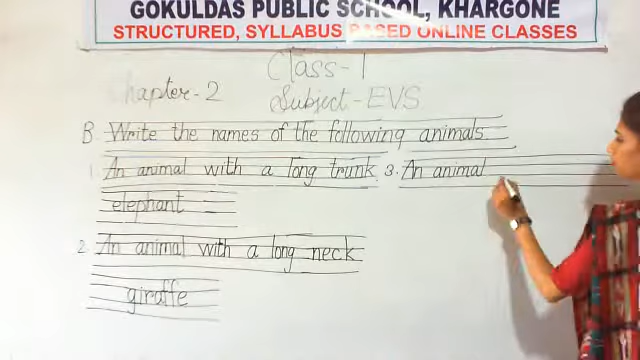 GOKULDAS PUBLIC SCHOOL, KHARGONE
STRUCTURED, SYLLABUS BASED ONLINE CLASSES
Class-1
Chapter-2
Subject-EVS
B. Write the names of the following animals
1. An animal with a long trunk
elephant
2. An animal with a long neck
giraffe
3. An animal